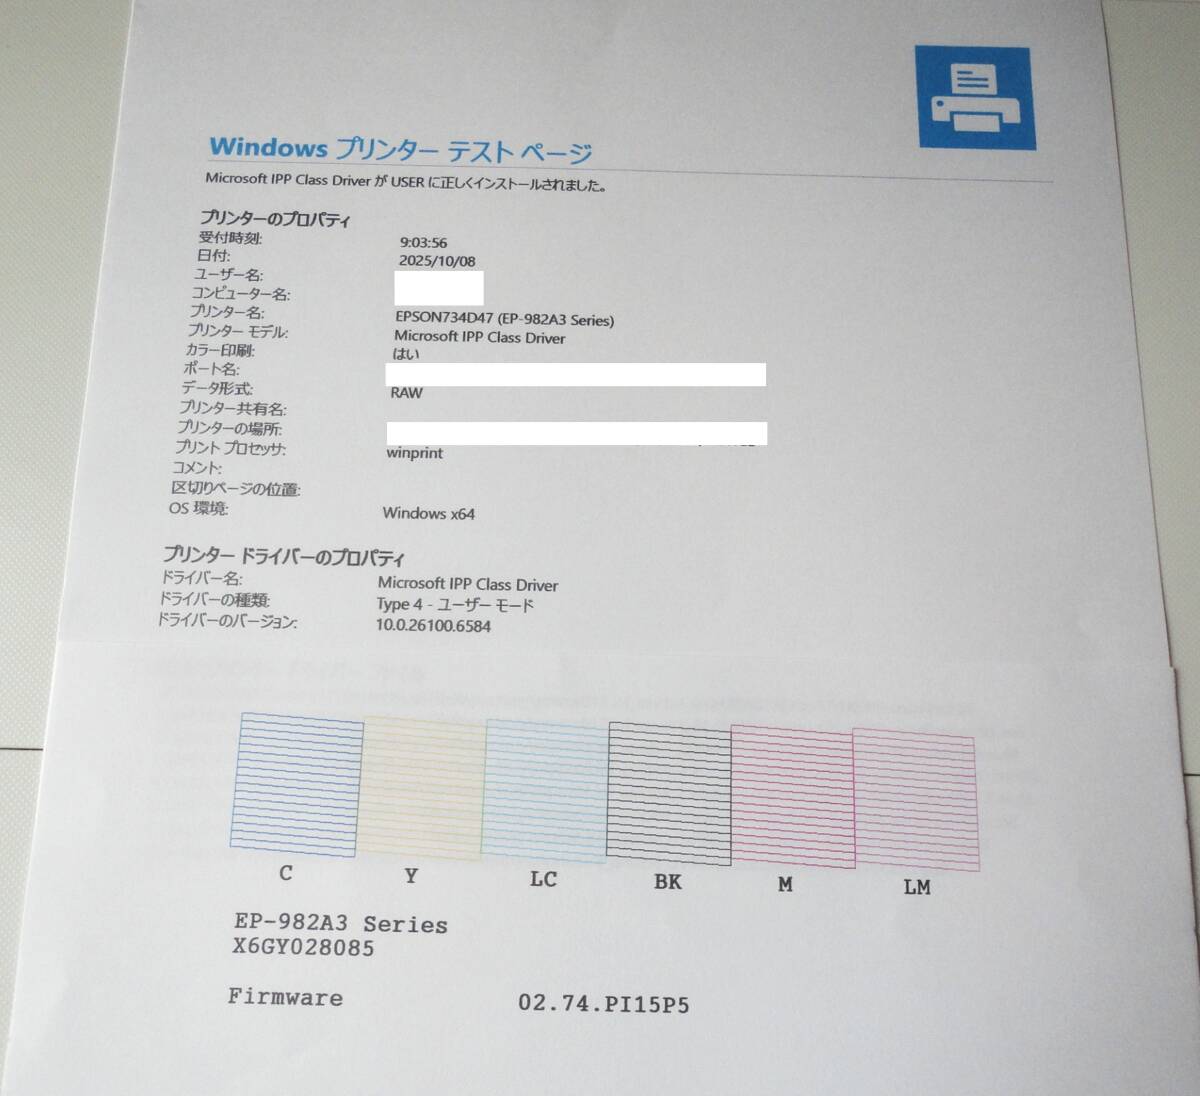 Windows プリンター テスト ページ
Microsoft IPP Class Driver が USER に正しくインストールされました。
プリンターのプロパティ
受付時刻: 9:03:56
日付: 2025/10/08
ユーザー名:
コンピューター名:
プリンター名: EPSON734D47 (EP-982A3 Series)
プリンター モデル: Microsoft IPP Class Driver
カラー印刷: はい
ポート名:
データ形式: RAW
プリンター共有名:
プリンターの場所:
プリント プロセッサ: winprint
コメント:
区切りページの位置:
OS 環境: Windows x64
プリンター ドライバーのプロパティ
ドライバー名: Microsoft IPP Class Driver
ドライバーの種類: Type 4 - ユーザー モード
ドライバーのバージョン: 10.0.26100.6584
C Y LC BK M LM
EP-982A3 Series
X6GY028085
Firmware 02.74.PI15P5